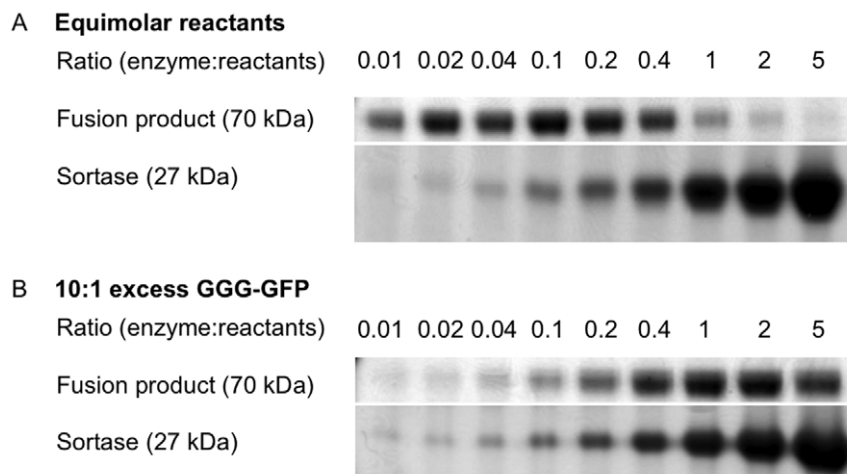 A Equimolar reactants
Ratio (enzyme:reactants) 0.01 0.02 0.04 0.1 0.2 0.4 1 2 5
Fusion product (70 kDa)
Sortase (27 kDa)
B 10:1 excess GGG-GFP
Ratio (enzyme:reactants) 0.01 0.02 0.04 0.1 0.2 0.4 1 2 5
Fusion product (70 kDa)
Sortase (27 kDa)